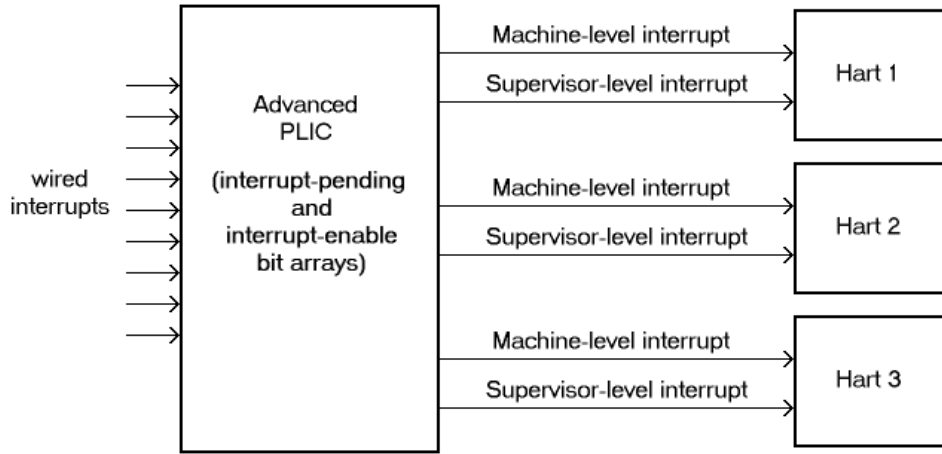 wired
interrupts
Advanced
PLIC
(interrupt-pending
and
interrupt-enable
bit arrays)
Machine-level interrupt
Supervisor-level interrupt
Hart 1
Machine-level interrupt
Supervisor-level interrupt
Hart 2
Machine-level interrupt
Supervisor-level interrupt
Hart 3